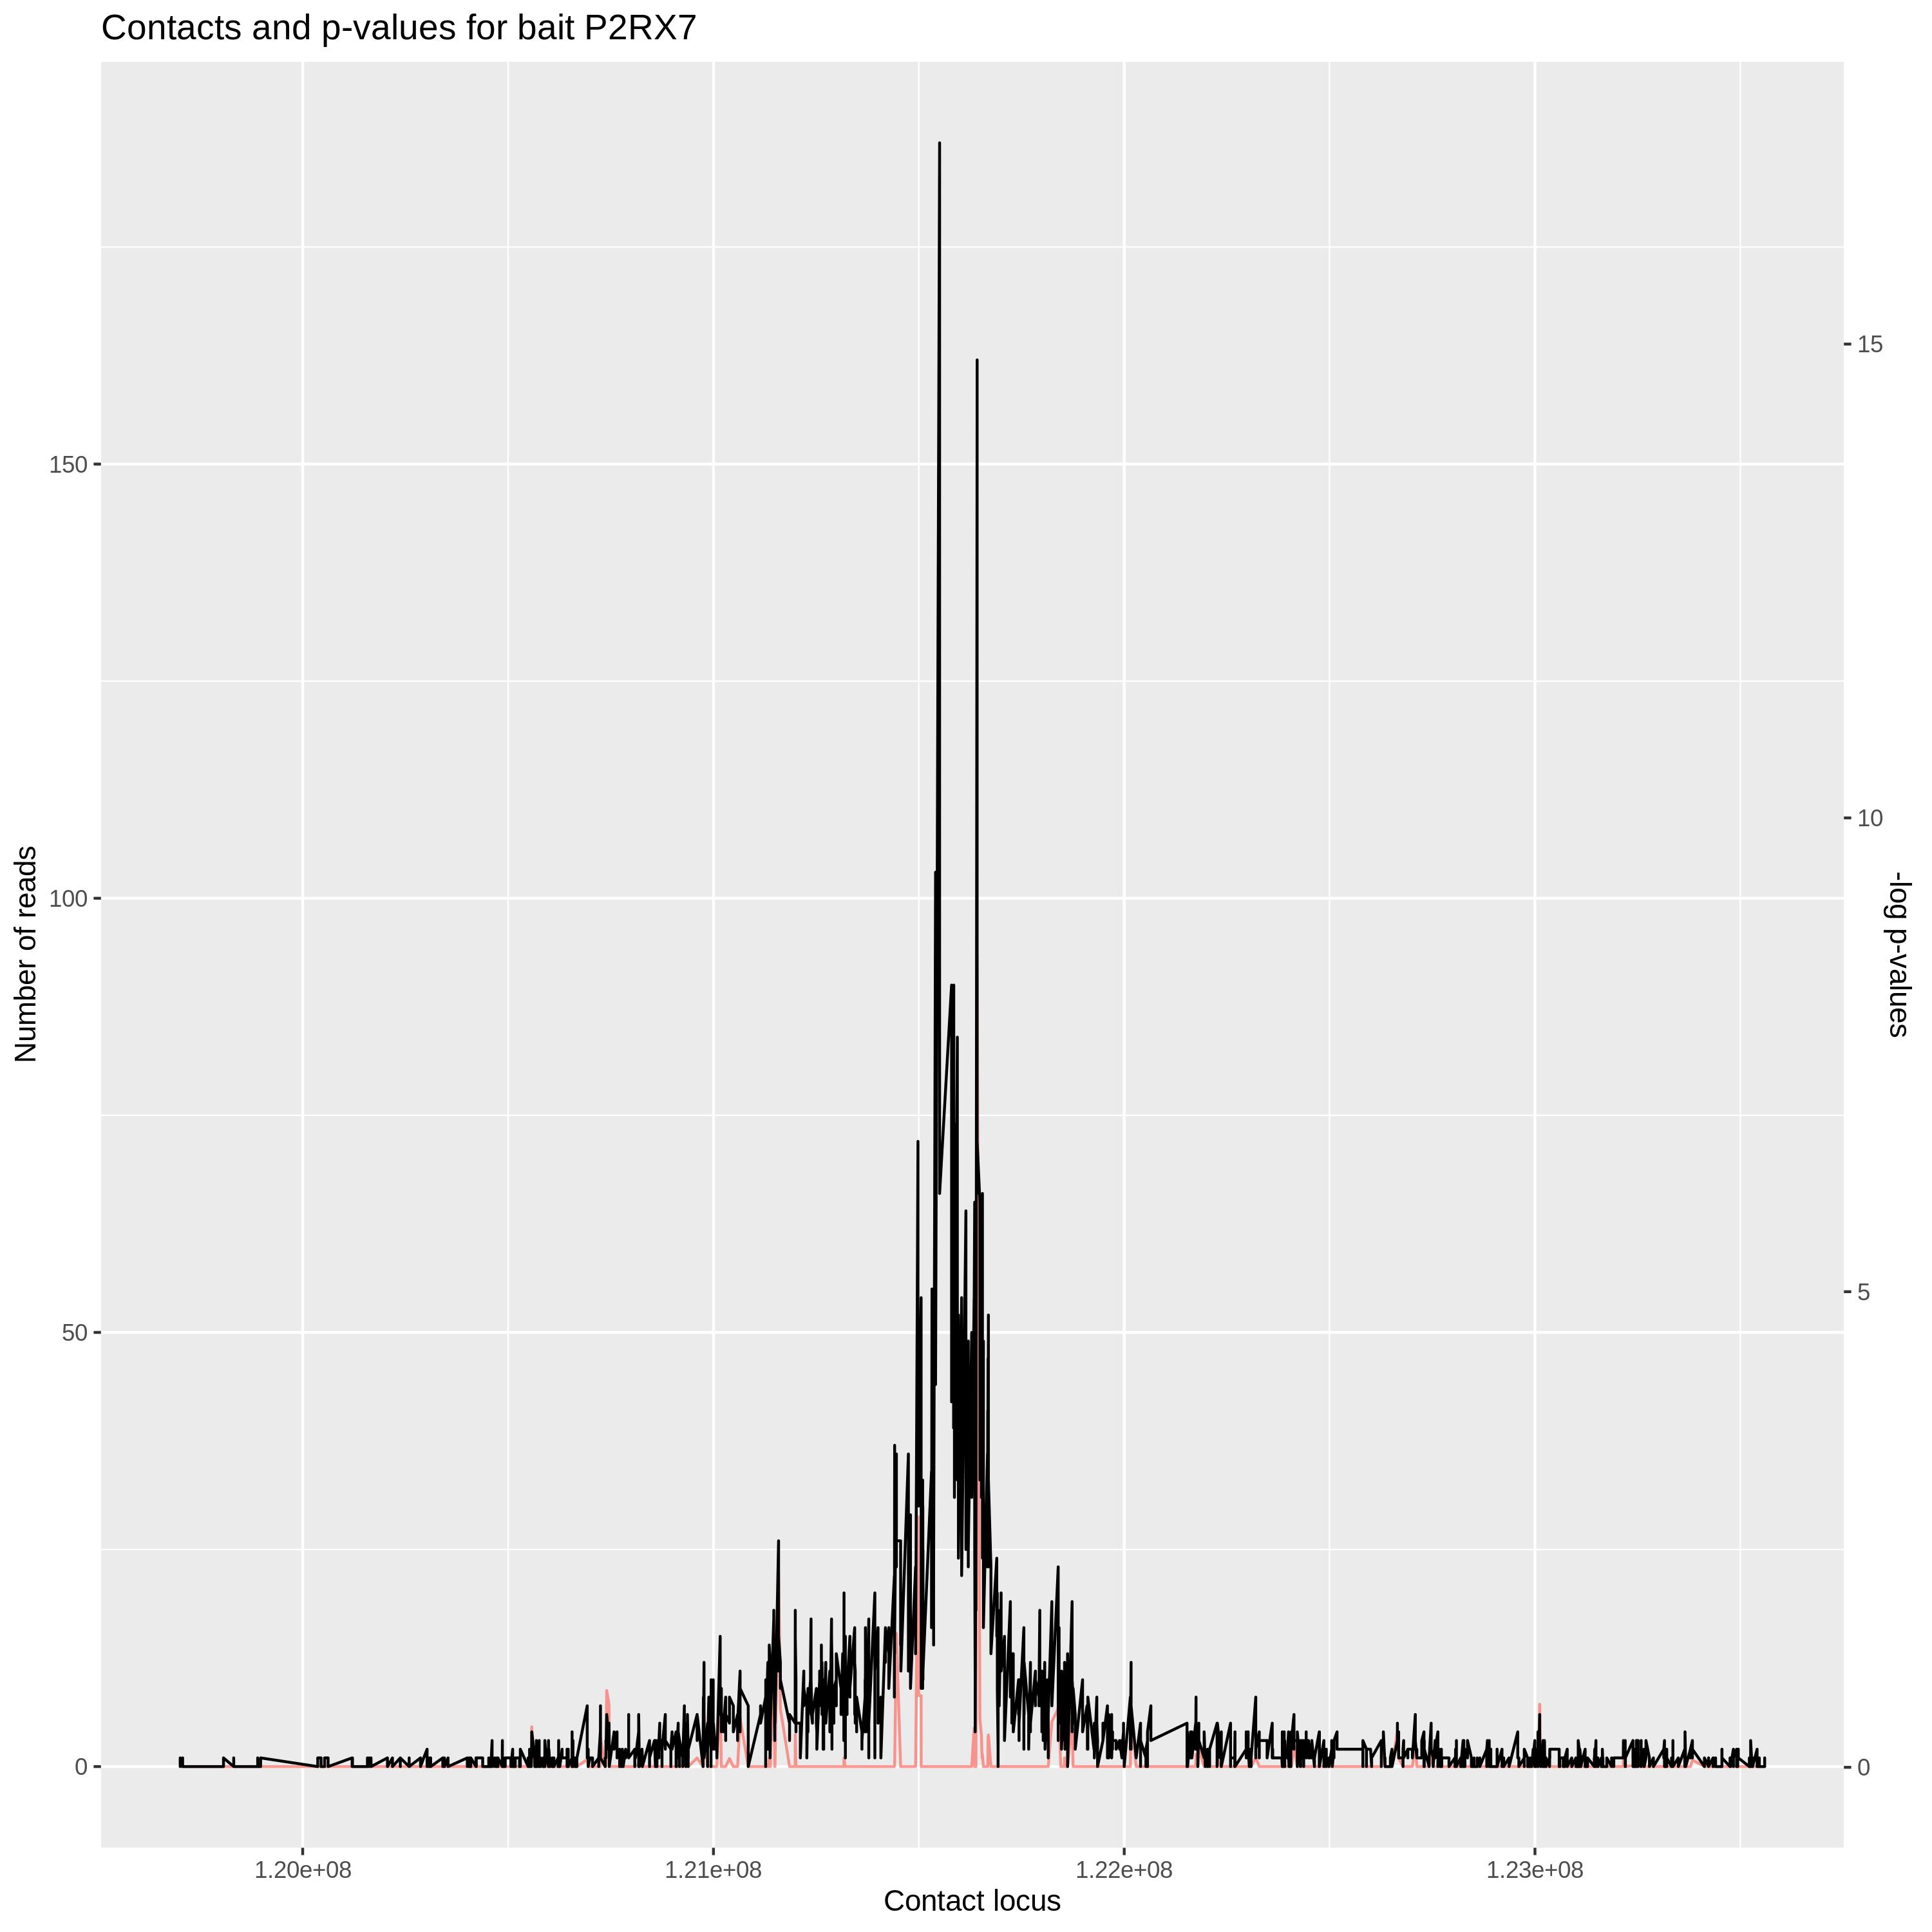 Contacts and p-values for bait P2RX7
Number of reads
150
100
50
0
15
10
5
0
-log p-values
1.20e+08 1.21e+08 1.22e+08 1.23e+08
Contact locus